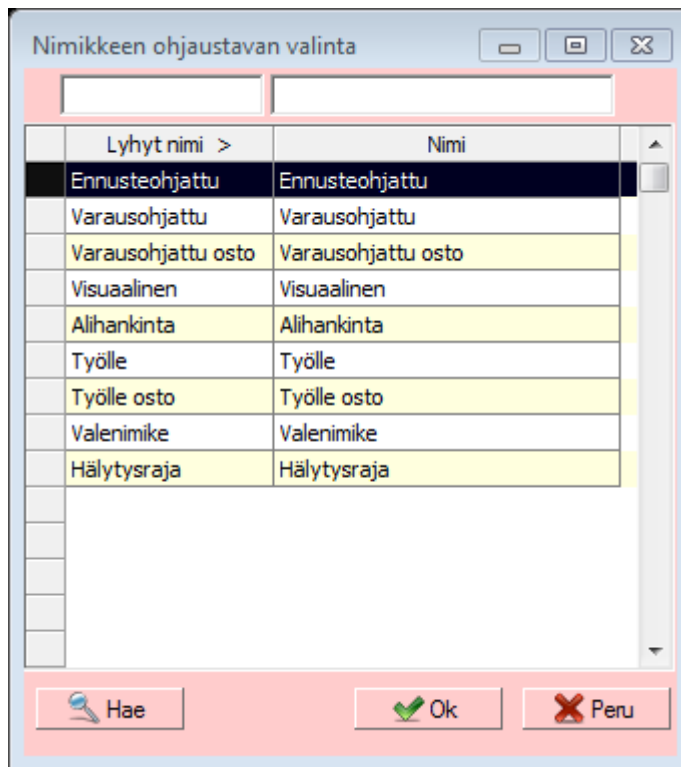 Nimikkeen ohjaustavan valinta
Lyhyt nimi > Nimi
Ennusteohjattu Ennusteohjattu
Varausohjattu Varausohjattu
Varausohjattu osto Varausohjattu osto
Visuaalinen Visuaalinen
Alihankinta Alihankinta
Työlle Työlle
Työlle osto Työlle osto
Valenimike Valenimike
Hälytysraja Hälytysraja
Hae Ok Peru